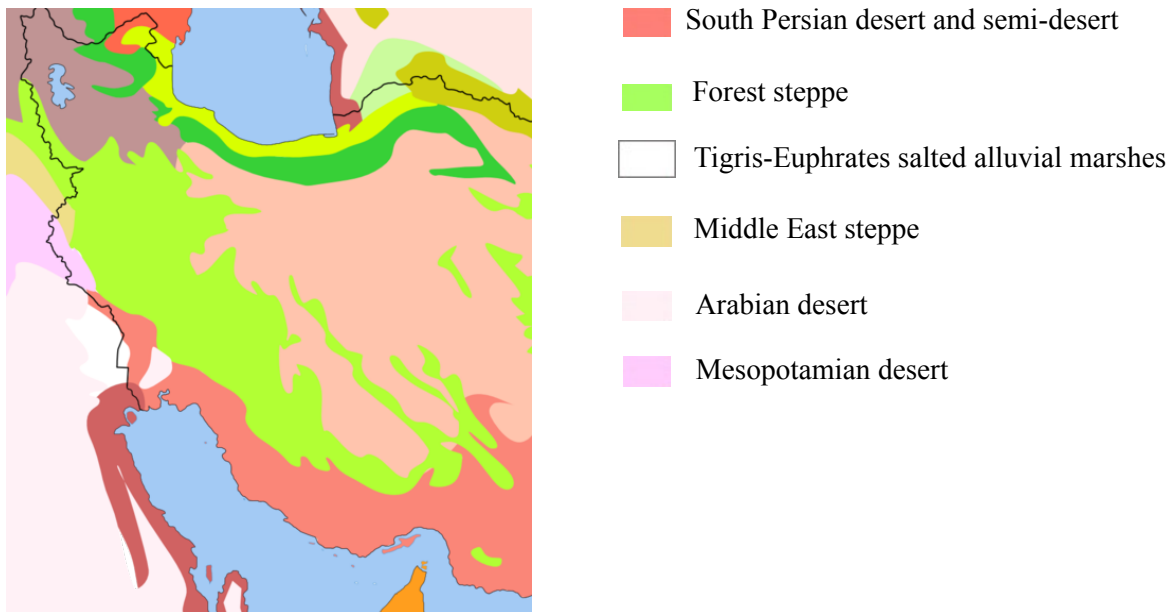 South Persian desert and semi-desert
Forest steppe
Tigris-Euphrates salted alluvial marshes
Middle East steppe
Arabian desert
Mesopotamian desert